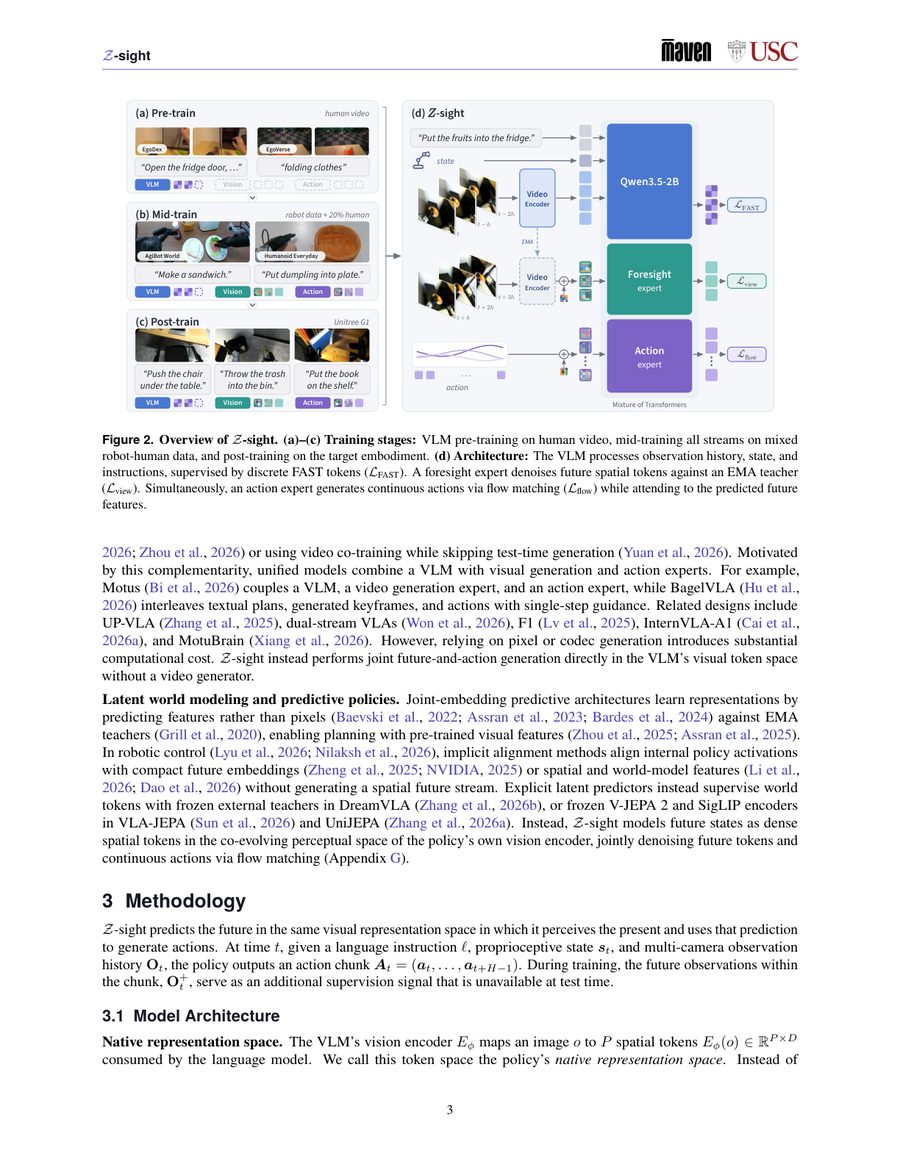 Z-sight
maven
USC
(a) Pre-train
human video
EgoDex
EgoVerse
“Open the fridge door, …”
“folding clothes”
VLM
Vision
Action
(b) Mid-train
robot data + 20% human
AgiBot World
Humanoid Everyday
“Make a sandwich.”
“Put dumpling into plate.”
VLM
Vision
Action
(c) Post-train
Unitree G1
“Push the chair
under the table.”
“Throw the trash
into the bin.”
“Put the book
on the shelf.”
VLM
Vision
Action
(d) Z-sight
“Put the fruits into the fridge.”
state
t
t − h
t − 2h
Video
Encoder
EMA
Video
Encoder
t + h
t + 2h
t + 3h
...
action
Qwen3.5-2B
Foresight
expert
Action
expert
Mixture of Transformers
ℒFAST
ℒview
ℒflow
Figure 2. Overview of Z-sight. (a)–(c) Training stages: VLM pre-training on human video, mid-training all streams on mixed
robot-human data, and post-training on the target embodiment. (d) Architecture: The VLM processes observation history, state, and
instructions, supervised by discrete FAST tokens (ℒFAST). A foresight expert denoises future spatial tokens against an EMA teacher
(ℒview). Simultaneously, an action expert generates continuous actions via flow matching (ℒflow) while attending to the predicted future
features.
2026; Zhou et al., 2026) or using video co-training while skipping test-time generation (Yuan et al., 2026). Motivated
by this complementarity, unified models combine a VLM with visual generation and action experts. For example,
Motus (Bi et al., 2026) couples a VLM, a video generation expert, and an action expert, while BagelVLA (Hu et al.,
2026) interleaves textual plans, generated keyframes, and actions with single-step guidance. Related designs include
UP-VLA (Zhang et al., 2025), dual-stream VLAs (Won et al., 2026), F1 (Lv et al., 2025), InternVLA-A1 (Cai et al.,
2026a), and MotuBrain (Xiang et al., 2026). However, relying on pixel or codec generation introduces substantial
computational cost. Z-sight instead performs joint future-and-action generation directly in the VLM’s visual token space
without a video generator.
Latent world modeling and predictive policies. Joint-embedding predictive architectures learn representations by
predicting features rather than pixels (Baevski et al., 2022; Assran et al., 2023; Bardes et al., 2024) against EMA
teachers (Grill et al., 2020), enabling planning with pre-trained visual features (Zhou et al., 2025; Assran et al., 2025).
In robotic control (Lyu et al., 2026; Nilaksh et al., 2026), implicit alignment methods align internal policy activations
with compact future embeddings (Zheng et al., 2025; NVIDIA, 2025) or spatial and world-model features (Li et al.,
2026; Dao et al., 2026) without generating a spatial future stream. Explicit latent predictors instead supervise world
tokens with frozen external teachers in DreamVLA (Zhang et al., 2026b), or frozen V-JEPA 2 and SigLIP encoders
in VLA-JEPA (Sun et al., 2026) and UniJEPA (Zhang et al., 2026a). Instead, Z-sight models future states as dense
spatial tokens in the co-evolving perceptual space of the policy’s own vision encoder, jointly denoising future tokens and
continuous actions via flow matching (Appendix G).
3 Methodology
Z-sight predicts the future in the same visual representation space in which it perceives the present and uses that prediction
to generate actions. At time t, given a language instruction ℓ, proprioceptive state sₜ, and multi-camera observation
history Oₜ, the policy outputs an action chunk Aₜ = (aₜ, . . . , aₜ₊H₋₁). During training, the future observations within
the chunk, Oₜ⁺, serve as an additional supervision signal that is unavailable at test time.
3.1 Model Architecture
Native representation space. The VLM’s vision encoder Eϕ maps an image o to P spatial tokens Eϕ(o) ∈ ℝᴾ×ᴰ
consumed by the language model. We call this token space the policy’s native representation space. Instead of
3